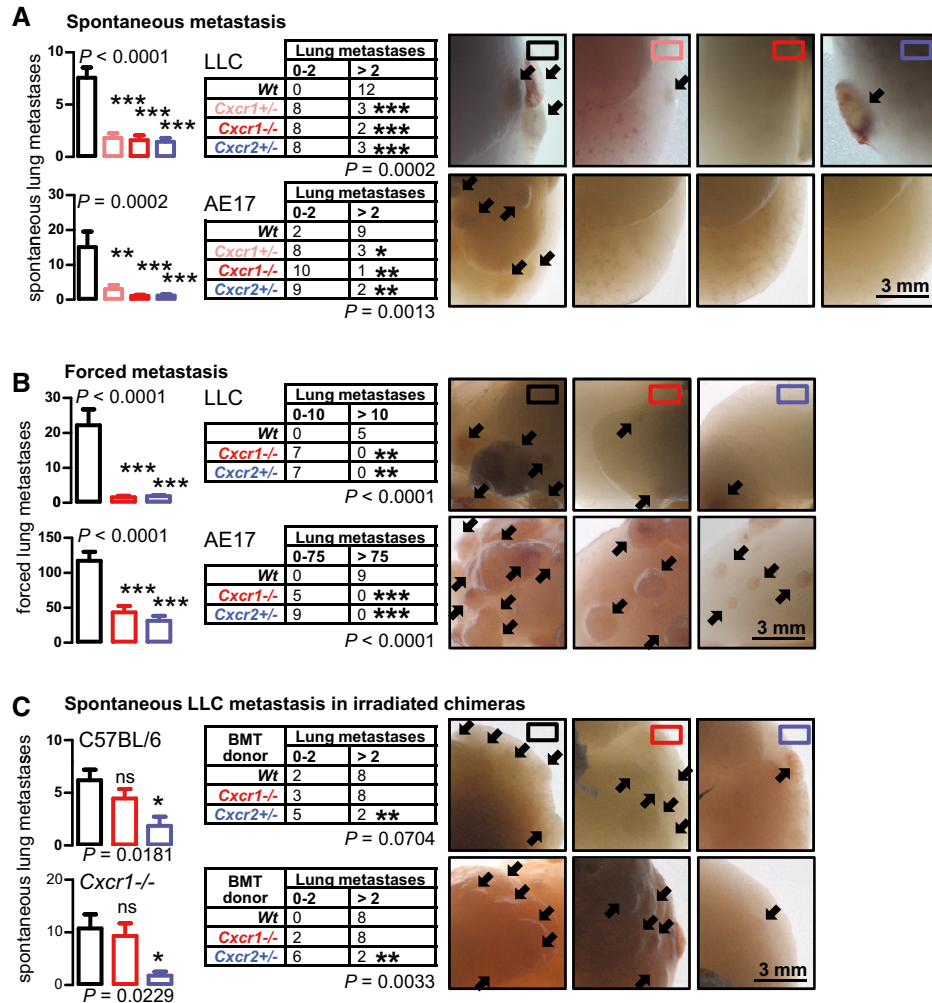 A Spontaneous metastasis
spontaneous lung metastases
10
5
0
P < 0.0001
***
***
***
LLC
Lung metastases
0-2 > 2
Wt 0 12
Cxcr1+/- 8 3 ***
Cxcr1-/- 8 2 ***
Cxcr2+/- 8 3 ***
P = 0.0002
30
20
10
0
P = 0.0002
**
***
***
AE17
Lung metastases
0-2 > 2
Wt 2 9
Cxcr1+/- 8 3 *
Cxcr1-/- 10 1 **
Cxcr2+/- 9 2 **
P = 0.0013
3 mm
B Forced metastasis
forced lung metastases
30
20
10
0
P < 0.0001
***
***
LLC
Lung metastases
0-10 > 10
Wt 0 5
Cxcr1-/- 7 0 **
Cxcr2+/- 7 0 **
P < 0.0001
150
100
50
0
P < 0.0001
***
***
AE17
Lung metastases
0-75 > 75
Wt 0 9
Cxcr1-/- 5 0 ***
Cxcr2+/- 9 0 ***
P < 0.0001
3 mm
C Spontaneous LLC metastasis in irradiated chimeras
spontaneous lung metastases
C57BL/6
10
5
0
ns
*
P = 0.0181
BMT donor Lung metastases
0-2 > 2
Wt 2 8
Cxcr1-/- 3 8
Cxcr2+/- 5 2 **
P = 0.0704
Cxcr1-/-
20
10
0
ns
*
P = 0.0229
BMT donor Lung metastases
0-2 > 2
Wt 0 8
Cxcr1-/- 2 8
Cxcr2+/- 6 2 **
P = 0.0033
3 mm